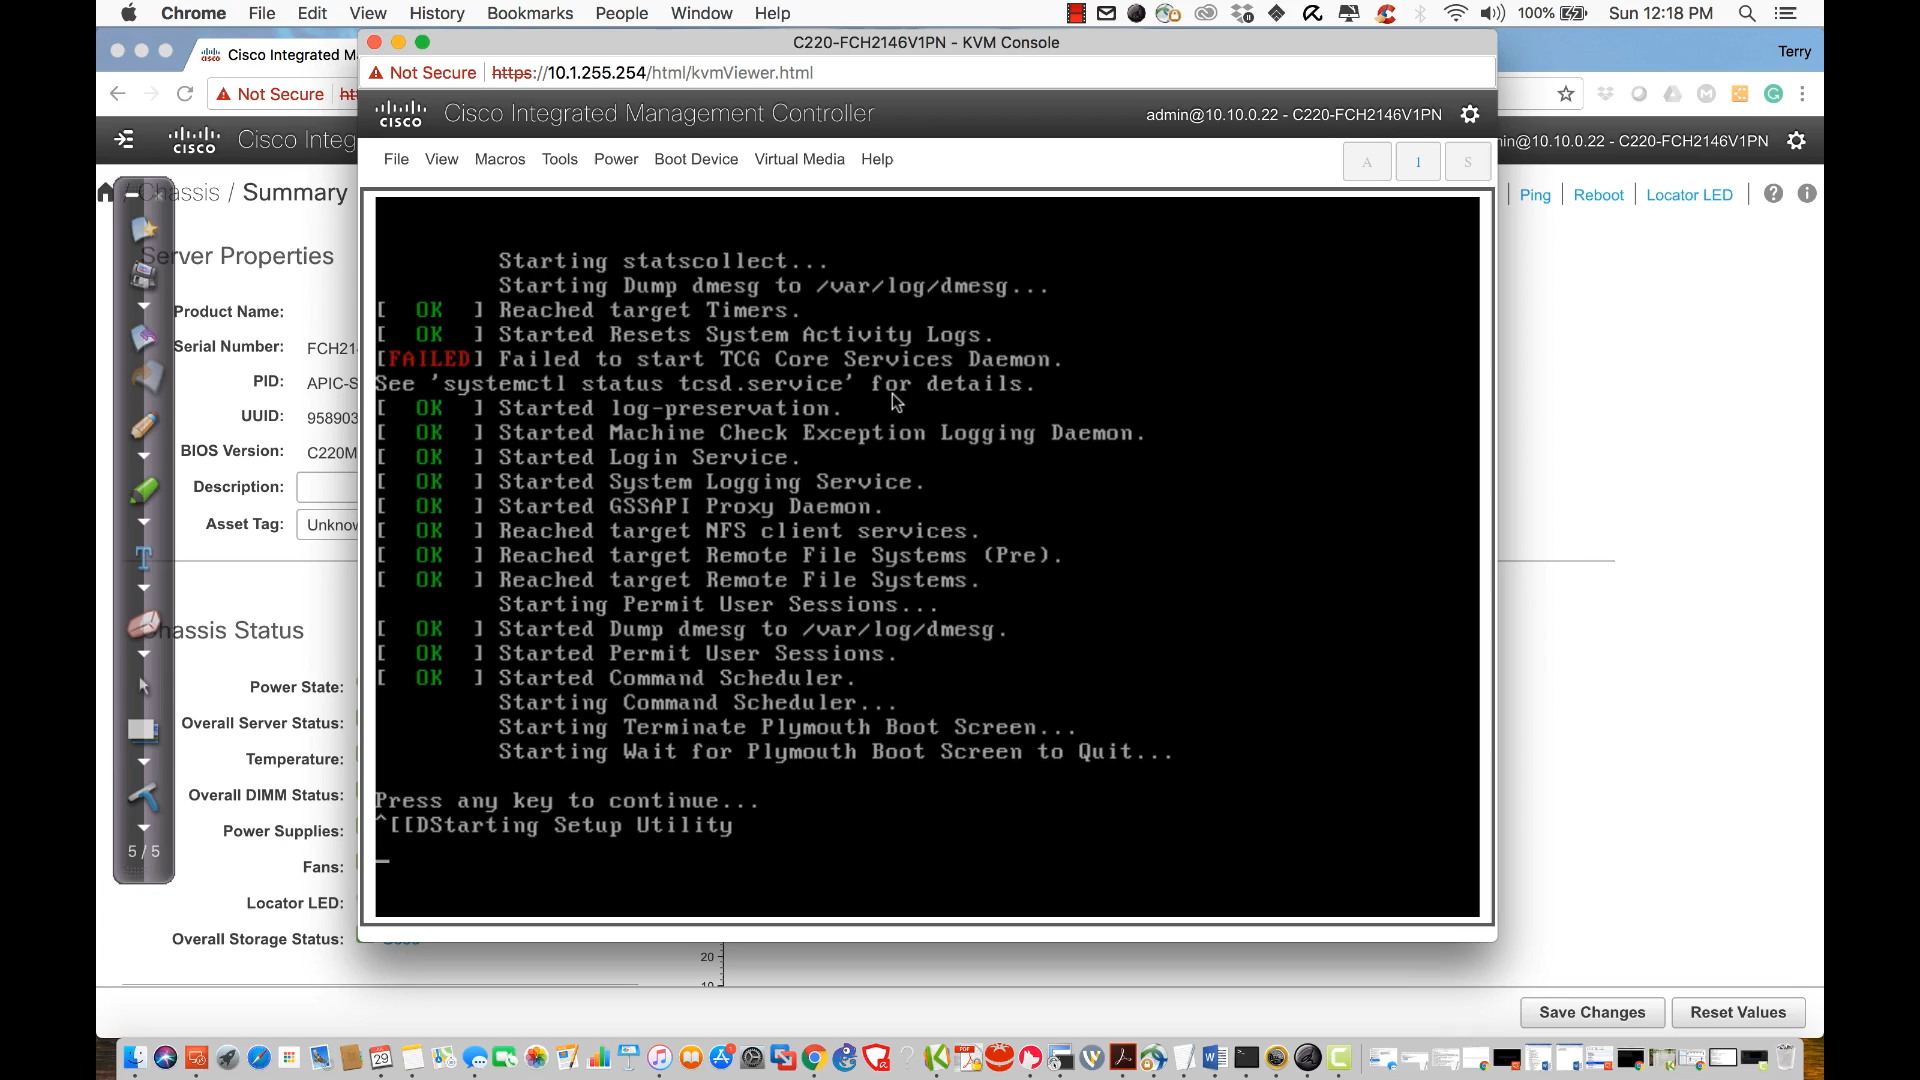 Chrome File Edit View History Bookmarks People Window Help 100% Sun 12:18 PM
Cisco Integrated M
C220-FCH2146V1PN - KVM Console
Terry
Not Secure
Not Secure https://10.1.255.254/html/kvmViewer.html
cisco Cisco Integ
cisco Cisco Integrated Management Controller admin@10.10.0.22 - C220-FCH2146V1PN
in@10.10.0.22 - C220-FCH2146V1PN
File View Macros Tools Power Boot Device Virtual Media Help
A 1 S
/ Chassis / Summary
Ping Reboot Locator LED
Server Properties
Product Name:
Serial Number: FCH21
PID: APIC-S
UUID: 958903
BIOS Version: C220M
Description:
Asset Tag: Unknow
Chassis Status
Power State:
Overall Server Status:
Temperature:
Overall DIMM Status:
Power Supplies:
Fans:
Locator LED:
Overall Storage Status:
5 / 5
Starting statscollect...
Starting Dump dmesg to /var/log/dmesg...
[ OK ] Reached target Timers.
[ OK ] Started Resets System Activity Logs.
[FAILED] Failed to start TCG Core Services Daemon.
See 'systemctl status tcsd.service' for details.
[ OK ] Started log-preservation.
[ OK ] Started Machine Check Exception Logging Daemon.
[ OK ] Started Login Service.
[ OK ] Started System Logging Service.
[ OK ] Started GSSAPI Proxy Daemon.
[ OK ] Reached target NFS client services.
[ OK ] Reached target Remote File Systems (Pre).
[ OK ] Reached target Remote File Systems.
Starting Permit User Sessions...
[ OK ] Started Dump dmesg to /var/log/dmesg.
[ OK ] Started Permit User Sessions.
[ OK ] Started Command Scheduler.
Starting Command Scheduler...
Starting Terminate Plymouth Boot Screen...
Starting Wait for Plymouth Boot Screen to Quit...
Press any key to continue...
^[[DStarting Setup Utility
20
10
Save Changes Reset Values
29